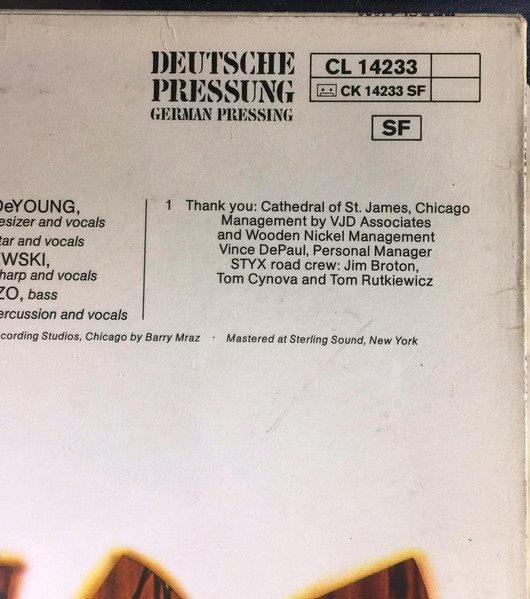 DEUTSCHE
PRESSUNG
GERMAN PRESSING
CL 14233
CK 14233 SF
SF
DeYOUNG,
esizer and vocals
tar and vocals
WSKI,
harp and vocals
ZO, bass
ercussion and vocals
1 Thank you: Cathedral of St. James, Chicago
Management by VJD Associates
and Wooden Nickel Management
Vince DePaul, Personal Manager
STYX road crew: Jim Broton,
Tom Cynova and Tom Rutkiewicz
cording Studios, Chicago by Barry Mraz · Mastered at Sterling Sound, New York